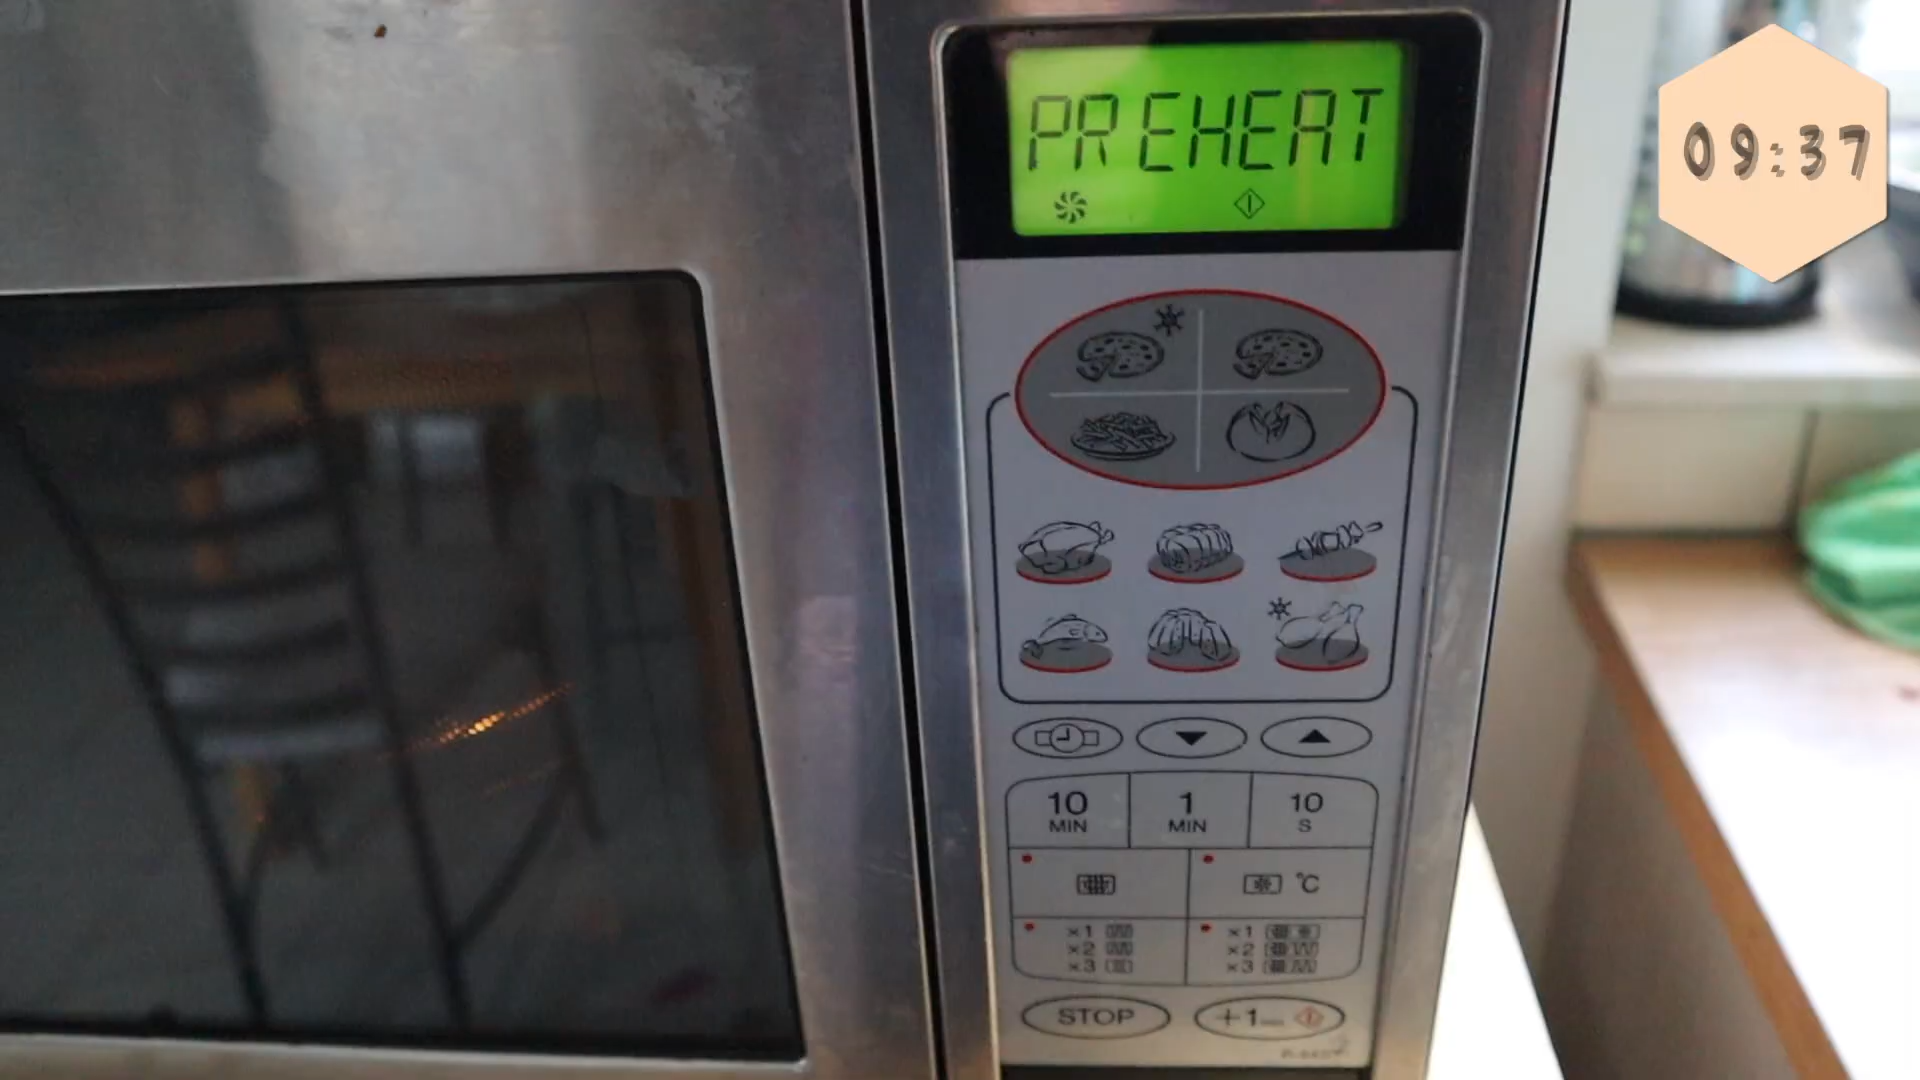 PREHEAT
09:37
10 MIN
1 MIN
10 S
°C
×1
×2
×3
×1
×2
×3
STOP
+1